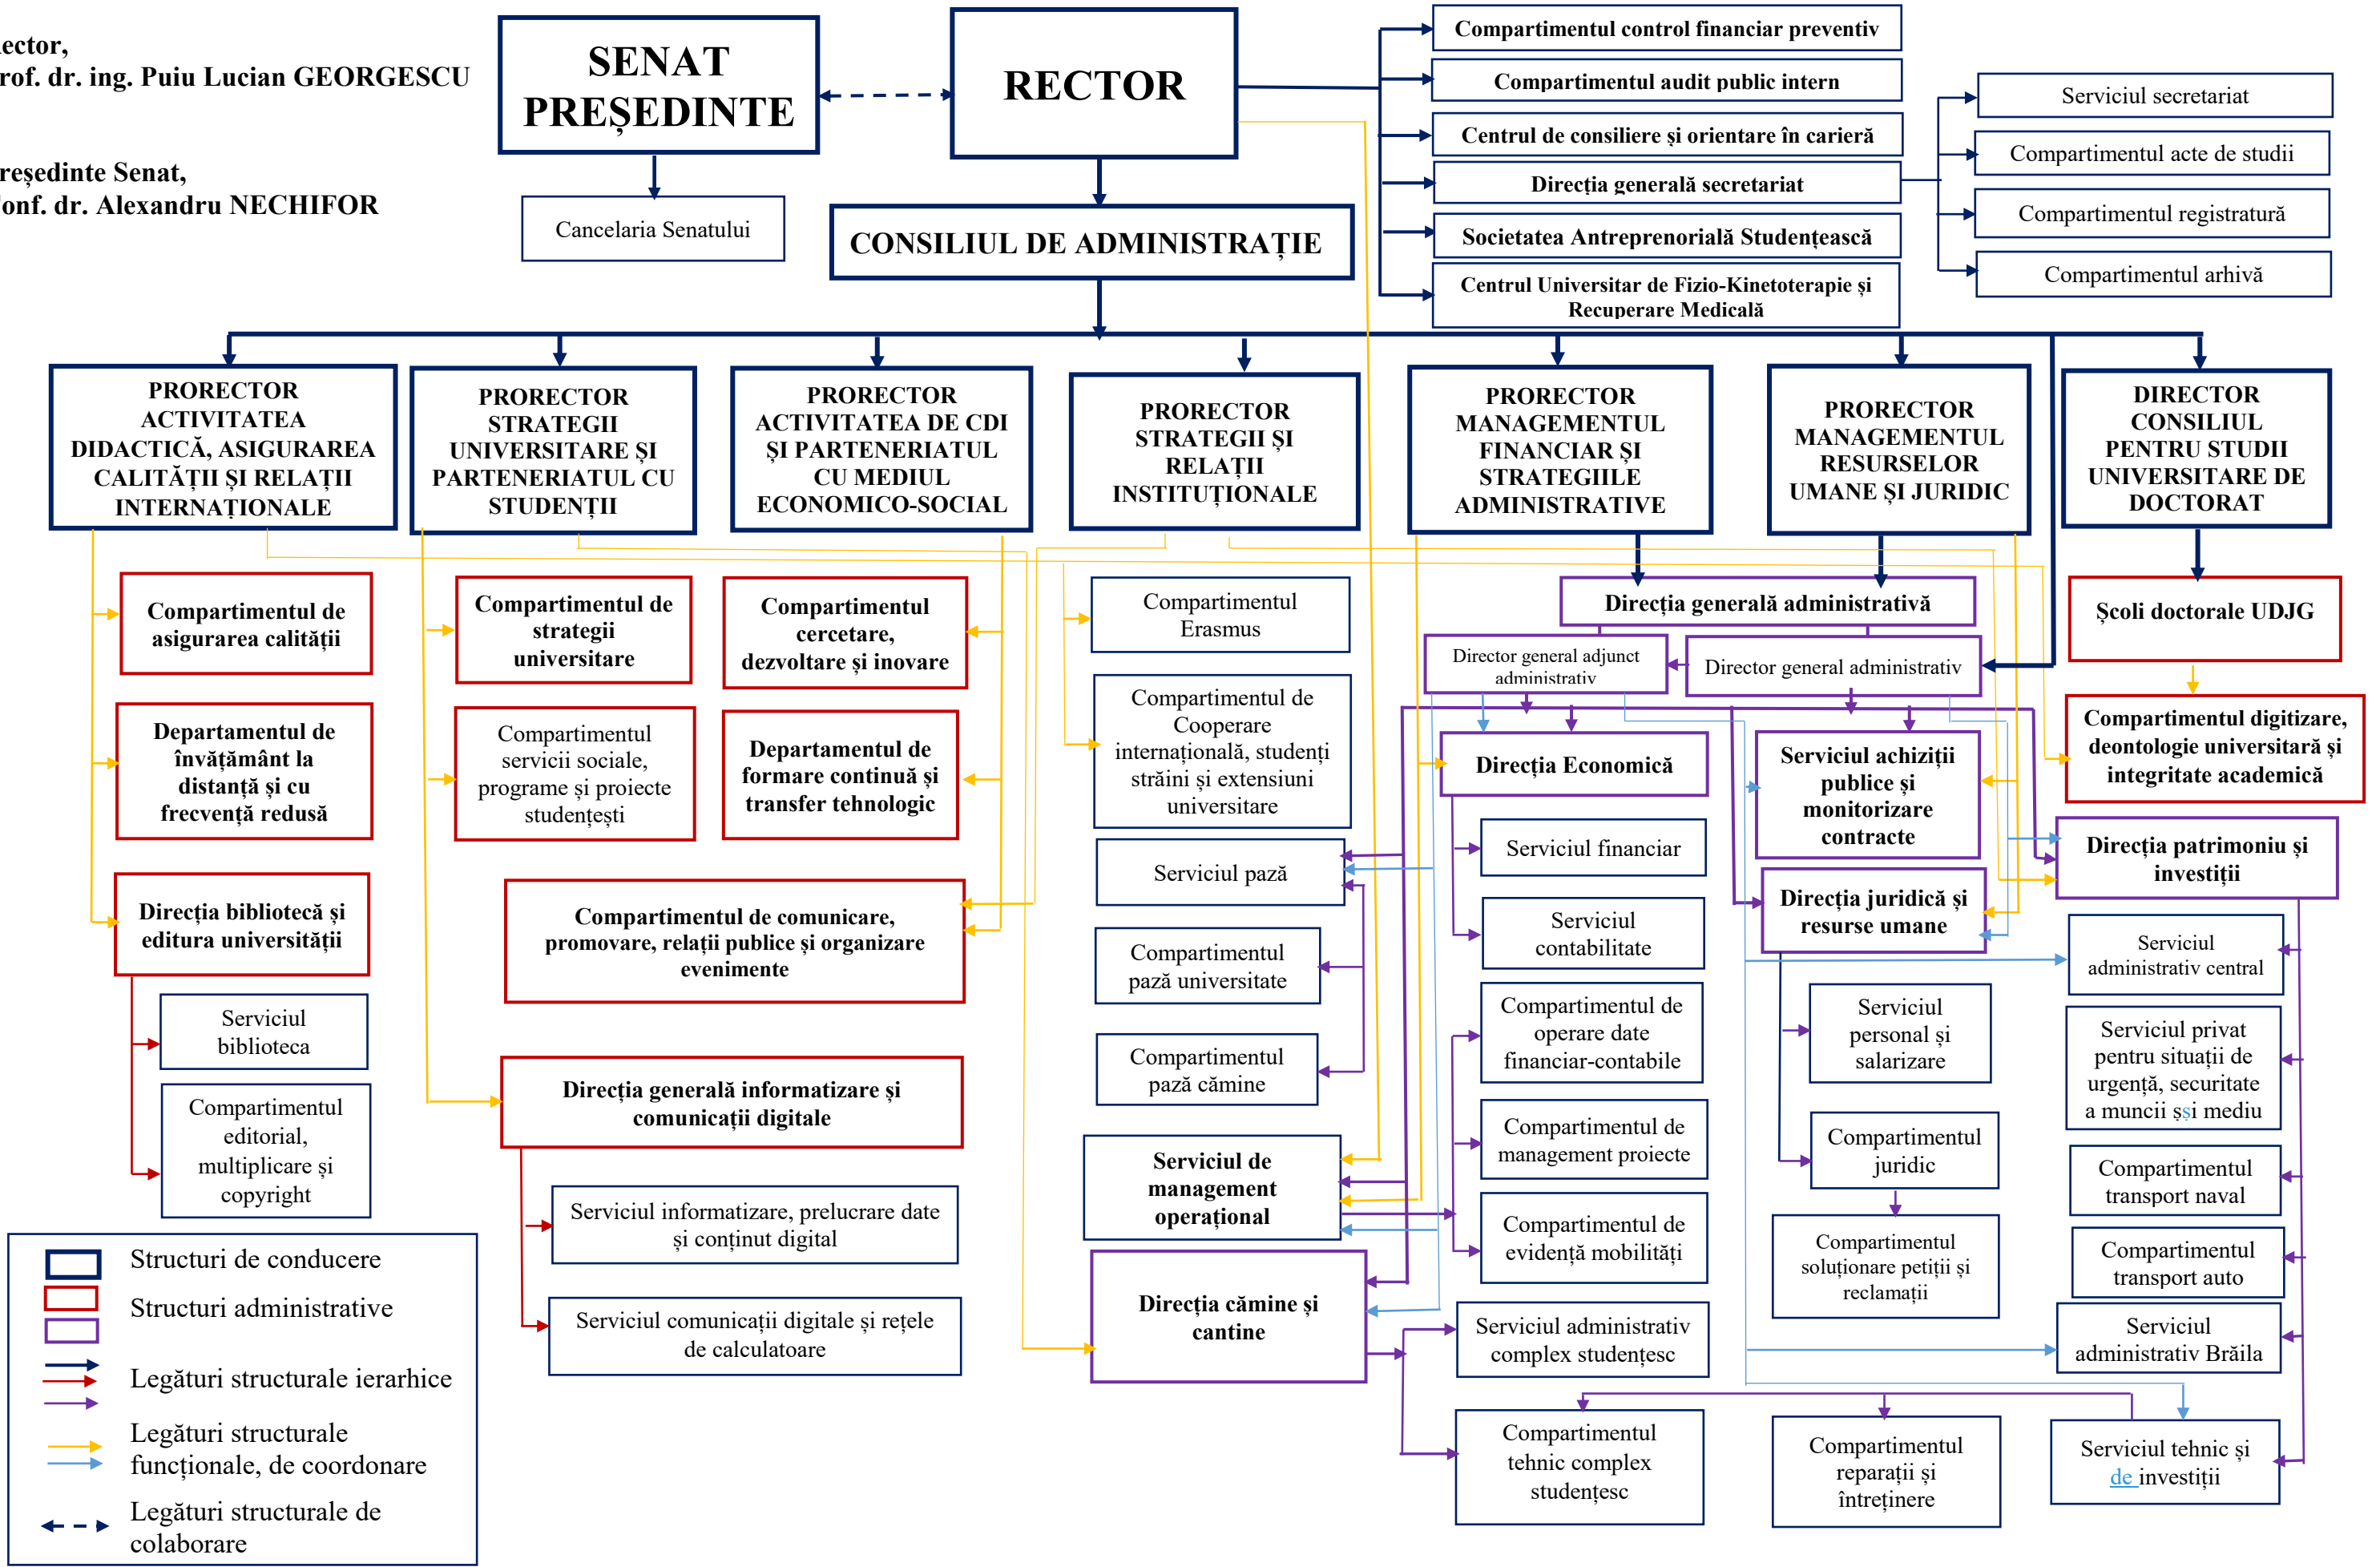 ector,
rof. dr. ing. Puiu Lucian GEORGESCU
reședinte Senat,
onf. dr. Alexandru NECHIFOR
SENAT
PREȘEDINTE
Cancelaria Senatului
RECTOR
CONSILIUL DE ADMINISTRAȚIE
Compartimentul control financiar preventiv
Compartimentul audit public intern
Centrul de consiliere și orientare în carieră
Direcția generală secretariat
Societatea Antreprenorială Studențească
Centrul Universitar de Fizio-Kinetoterapie și
Recuperare Medicală
Serviciul secretariat
Compartimentul acte de studii
Compartimentul registratură
Compartimentul arhivă
PRORECTOR
ACTIVITATEA
DIDACTICĂ, ASIGURAREA
CALITĂȚII ȘI RELAȚII
INTERNAȚIONALE
PRORECTOR
STRATEGII
UNIVERSITARE ȘI
PARTENERIATUL CU
STUDENȚII
PRORECTOR
ACTIVITATEA DE CDI
ȘI PARTENERIATUL
CU MEDIUL
ECONOMICO-SOCIAL
PRORECTOR
STRATEGII ȘI
RELAȚII
INSTITUȚIONALE
PRORECTOR
MANAGEMENTUL
FINANCIAR ȘI
STRATEGIILE
ADMINISTRATIVE
PRORECTOR
MANAGEMENTUL
RESURSELOR
UMANE ȘI JURIDIC
DIRECTOR
CONSILIUL
PENTRU STUDII
UNIVERSITARE DE
DOCTORAT
Compartimentul de
asigurarea calității
Departamentul de
învățământ la
distanță și cu
frecvență redusă
Direcția bibliotecă și
editura universității
Serviciul
biblioteca
Compartimentul
editorial,
multiplicare și
copyright
Compartimentul de
strategii
universitare
Compartimentul
servicii sociale,
programe și proiecte
studențești
Compartimentul
cercetare,
dezvoltare și inovare
Departamentul de
formare continuă și
transfer tehnologic
Compartimentul de comunicare,
promovare, relații publice și organizare
evenimente
Direcția generală informatizare și
comunicații digitale
Serviciul informatizare, prelucrare date
și conținut digital
Serviciul comunicații digitale și rețele
de calculatoare
Compartimentul
Erasmus
Compartimentul de
Cooperare
internațională, studenți
străini și extensiuni
universitare
Serviciul pază
Compartimentul
pază universitate
Compartimentul
pază cămine
Serviciul de
management
operațional
Direcția cămine și
cantine
Direcția generală administrativă
Director general adjunct
administrativ
Director general administrativ
Direcția Economică
Serviciul financiar
Serviciul
contabilitate
Compartimentul de
operare date
financiar-contabile
Compartimentul de
management proiecte
Compartimentul de
evidență mobilități
Serviciul administrativ
complex studențesc
Compartimentul
tehnic complex
studențesc
Serviciul achiziții
publice și
monitorizare
contracte
Direcția juridică și
resurse umane
Serviciul
personal și
salarizare
Compartimentul
juridic
Compartimentul
soluționare petiții și
reclamații
Compartimentul
reparații și
întreținere
Școli doctorale UDJG
Compartimentul digitizare,
deontologie universitară și
integritate academică
Direcția patrimoniu și
investiții
Serviciul
administrativ central
Serviciul privat
pentru situații de
urgență, securitate
a muncii șsi mediu
Compartimentul
transport naval
Compartimentul
transport auto
Serviciul
administrativ Brăila
Serviciul tehnic și
de investiții
Structuri de conducere
Structuri administrative
Legături structurale ierarhice
Legături structurale
funcționale, de coordonare
Legături structurale de
colaborare